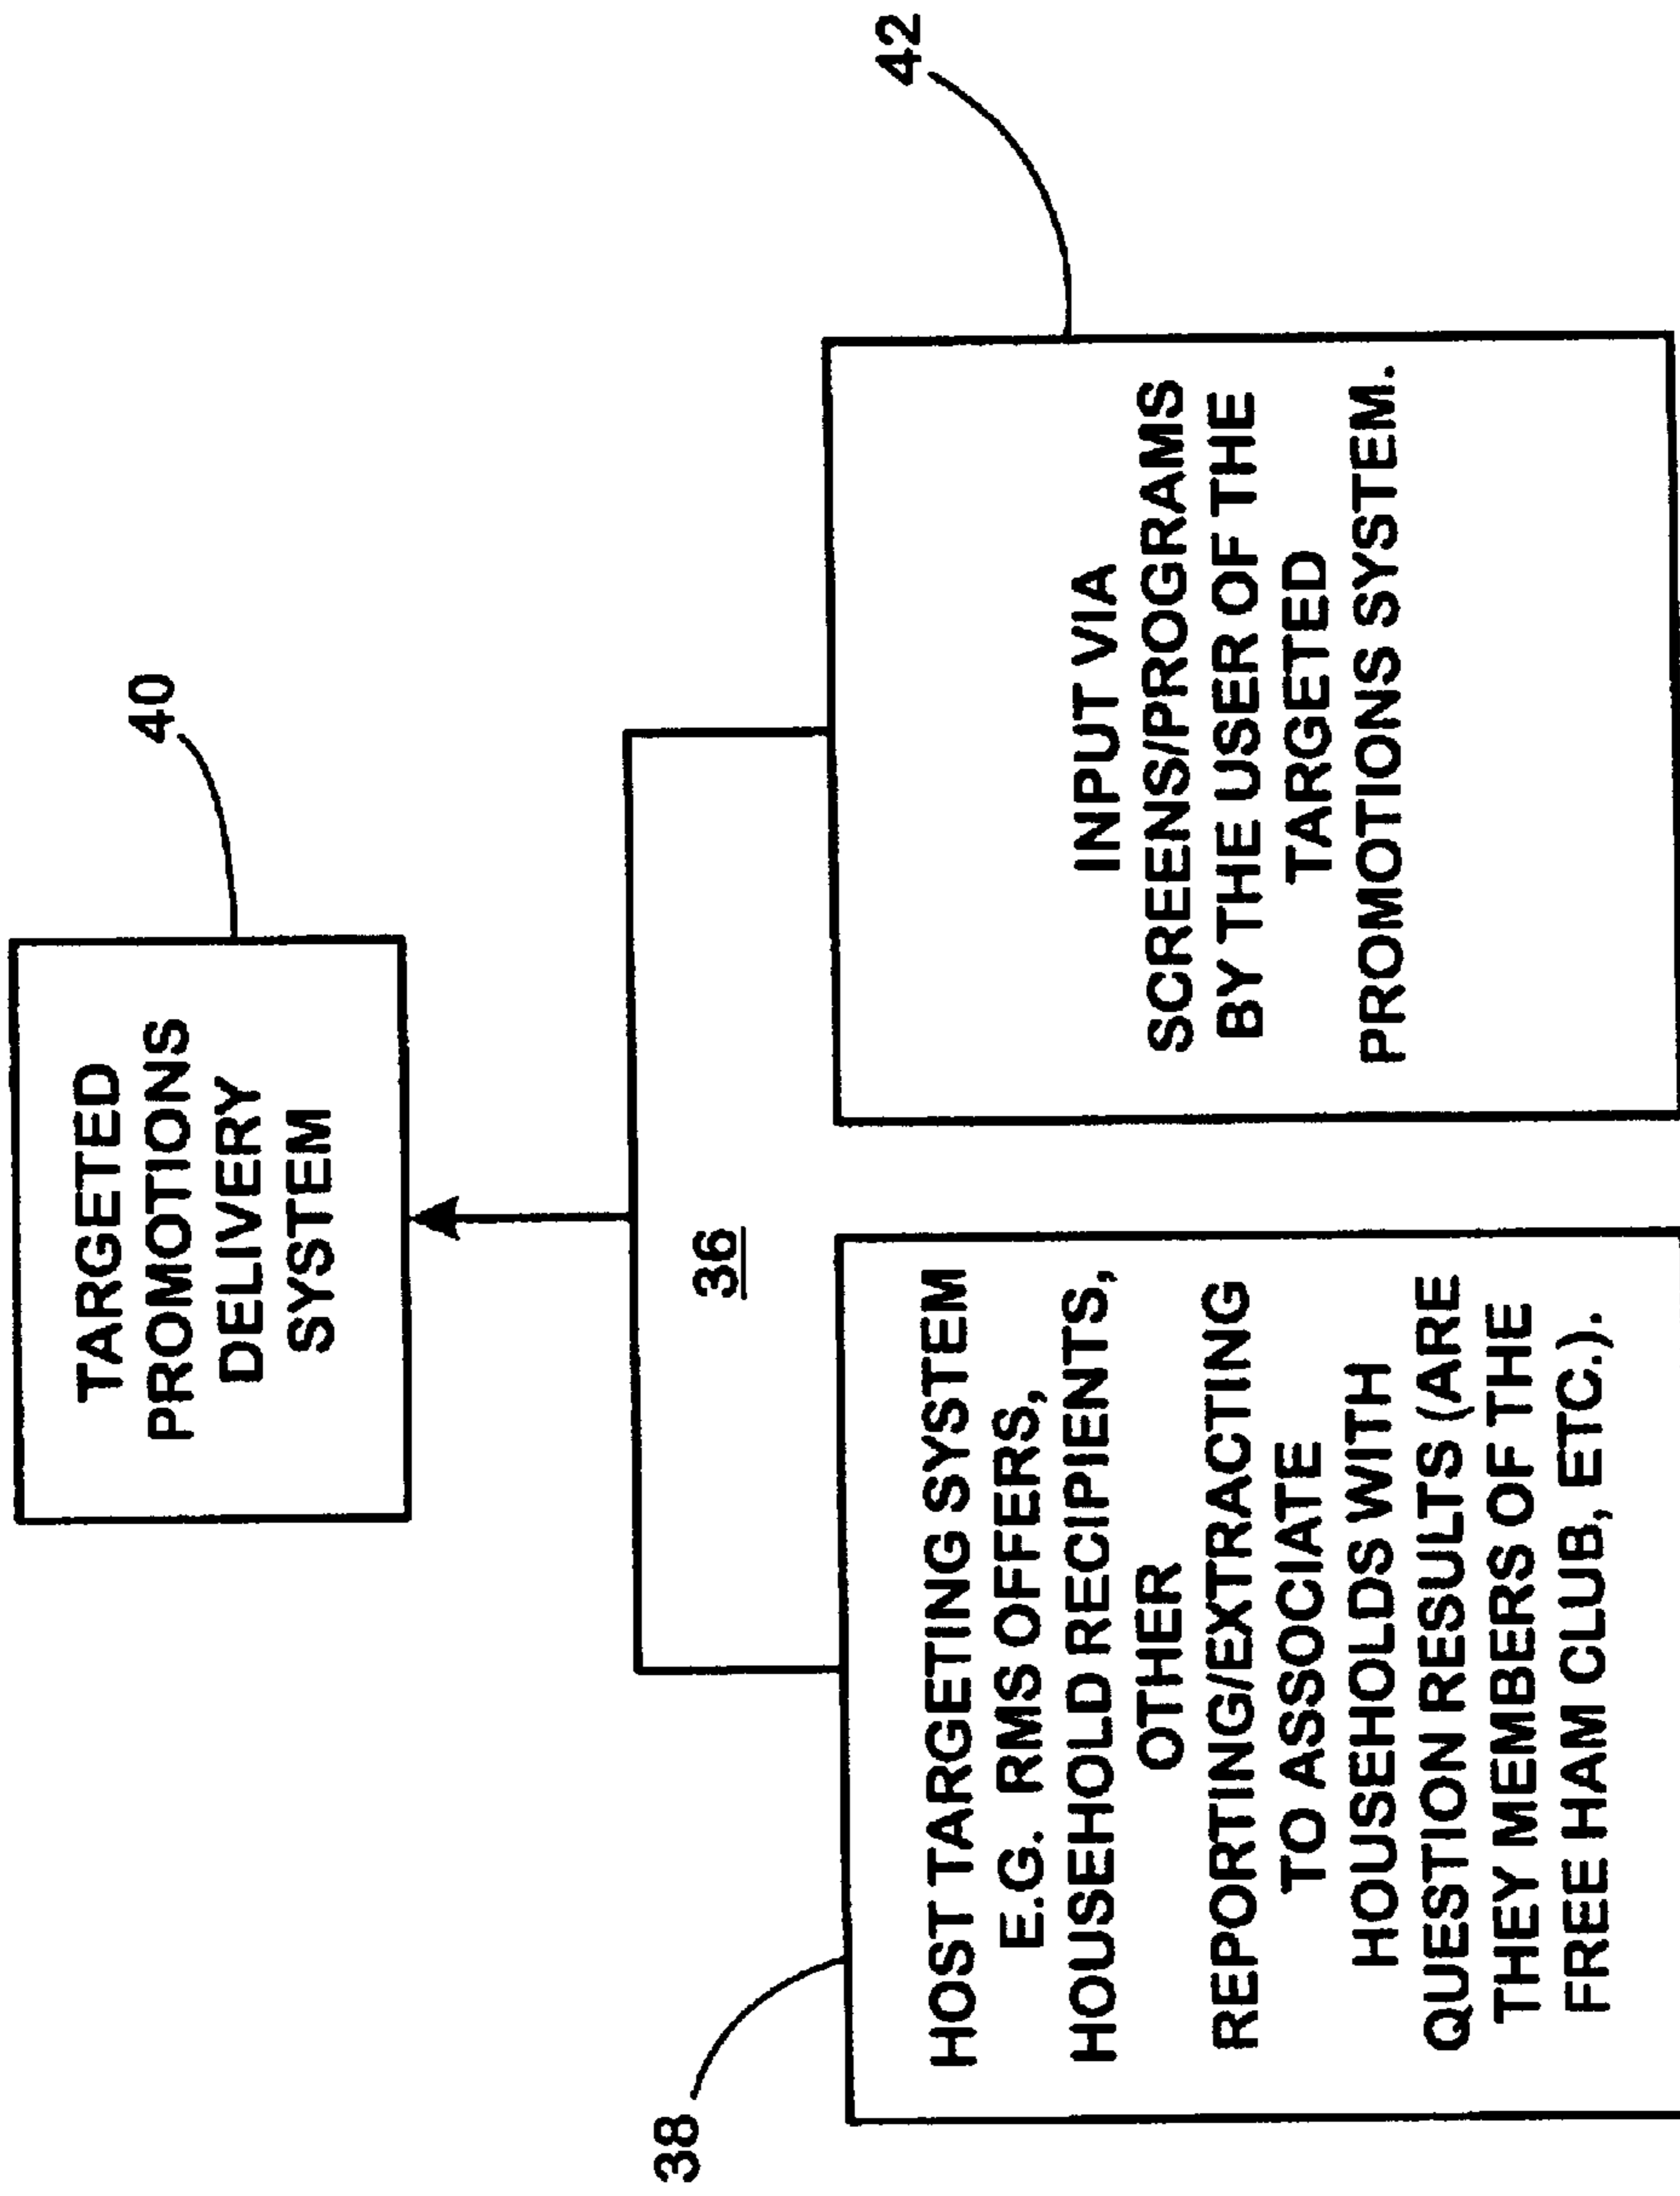 40
TARGETED
PROMOTIONS
DELIVERY
SYSTEM
36
38
HOST TARGETING SYSTEM
E.G. RMS OFFERS,
HOUSEHOLD RECIPIENTS,
OTHER
REPORTING/EXTRACTING
TO ASSOCIATE
HOUSEHOLDS WITH
QUESTION RESULTS (ARE
THEY MEMBERS OF THE
FREE HAM CLUB, ETC.).
42
INPUT VIA
SCREENS/PROGRAMS
BY THE USER OF THE
TARGETED
PROMOTIONS SYSTEM.